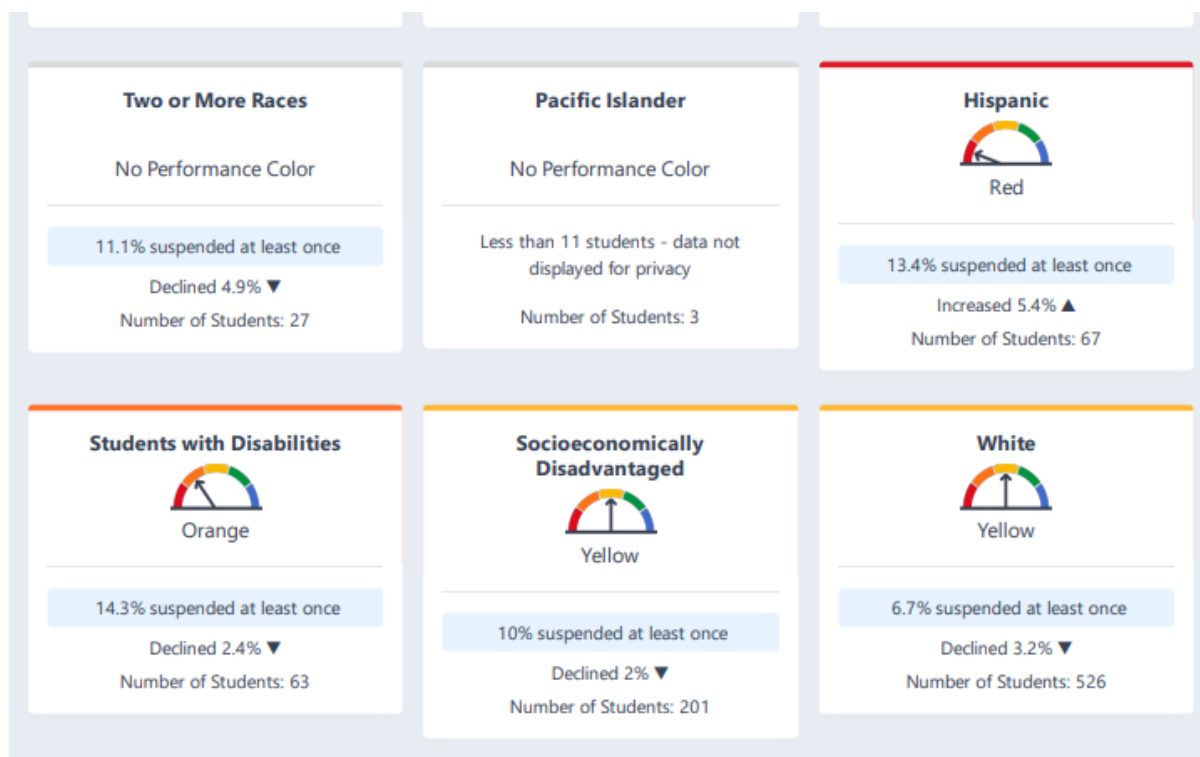 Two or More Races
No Performance Color
11.1% suspended at least once
Declined 4.9% ▼
Number of Students: 27
Pacific Islander
No Performance Color
Less than 11 students - data not
displayed for privacy
Number of Students: 3
Hispanic
Red
13.4% suspended at least once
Increased 5.4% ▲
Number of Students: 67
Students with Disabilities
Orange
14.3% suspended at least once
Declined 2.4% ▼
Number of Students: 63
Socioeconomically
Disadvantaged
Yellow
10% suspended at least once
Declined 2% ▼
Number of Students: 201
White
Yellow
6.7% suspended at least once
Declined 3.2% ▼
Number of Students: 526